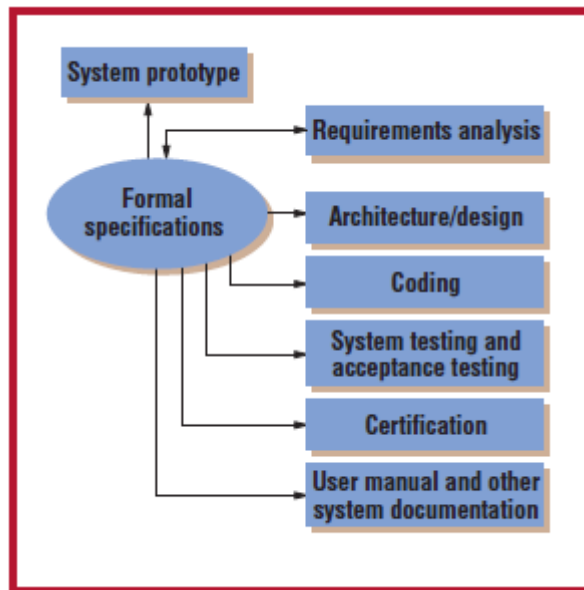 System prototype
Requirements analysis
Formal
specifications
Architecture/design
Coding
System testing and
acceptance testing
Certification
User manual and other
system documentation